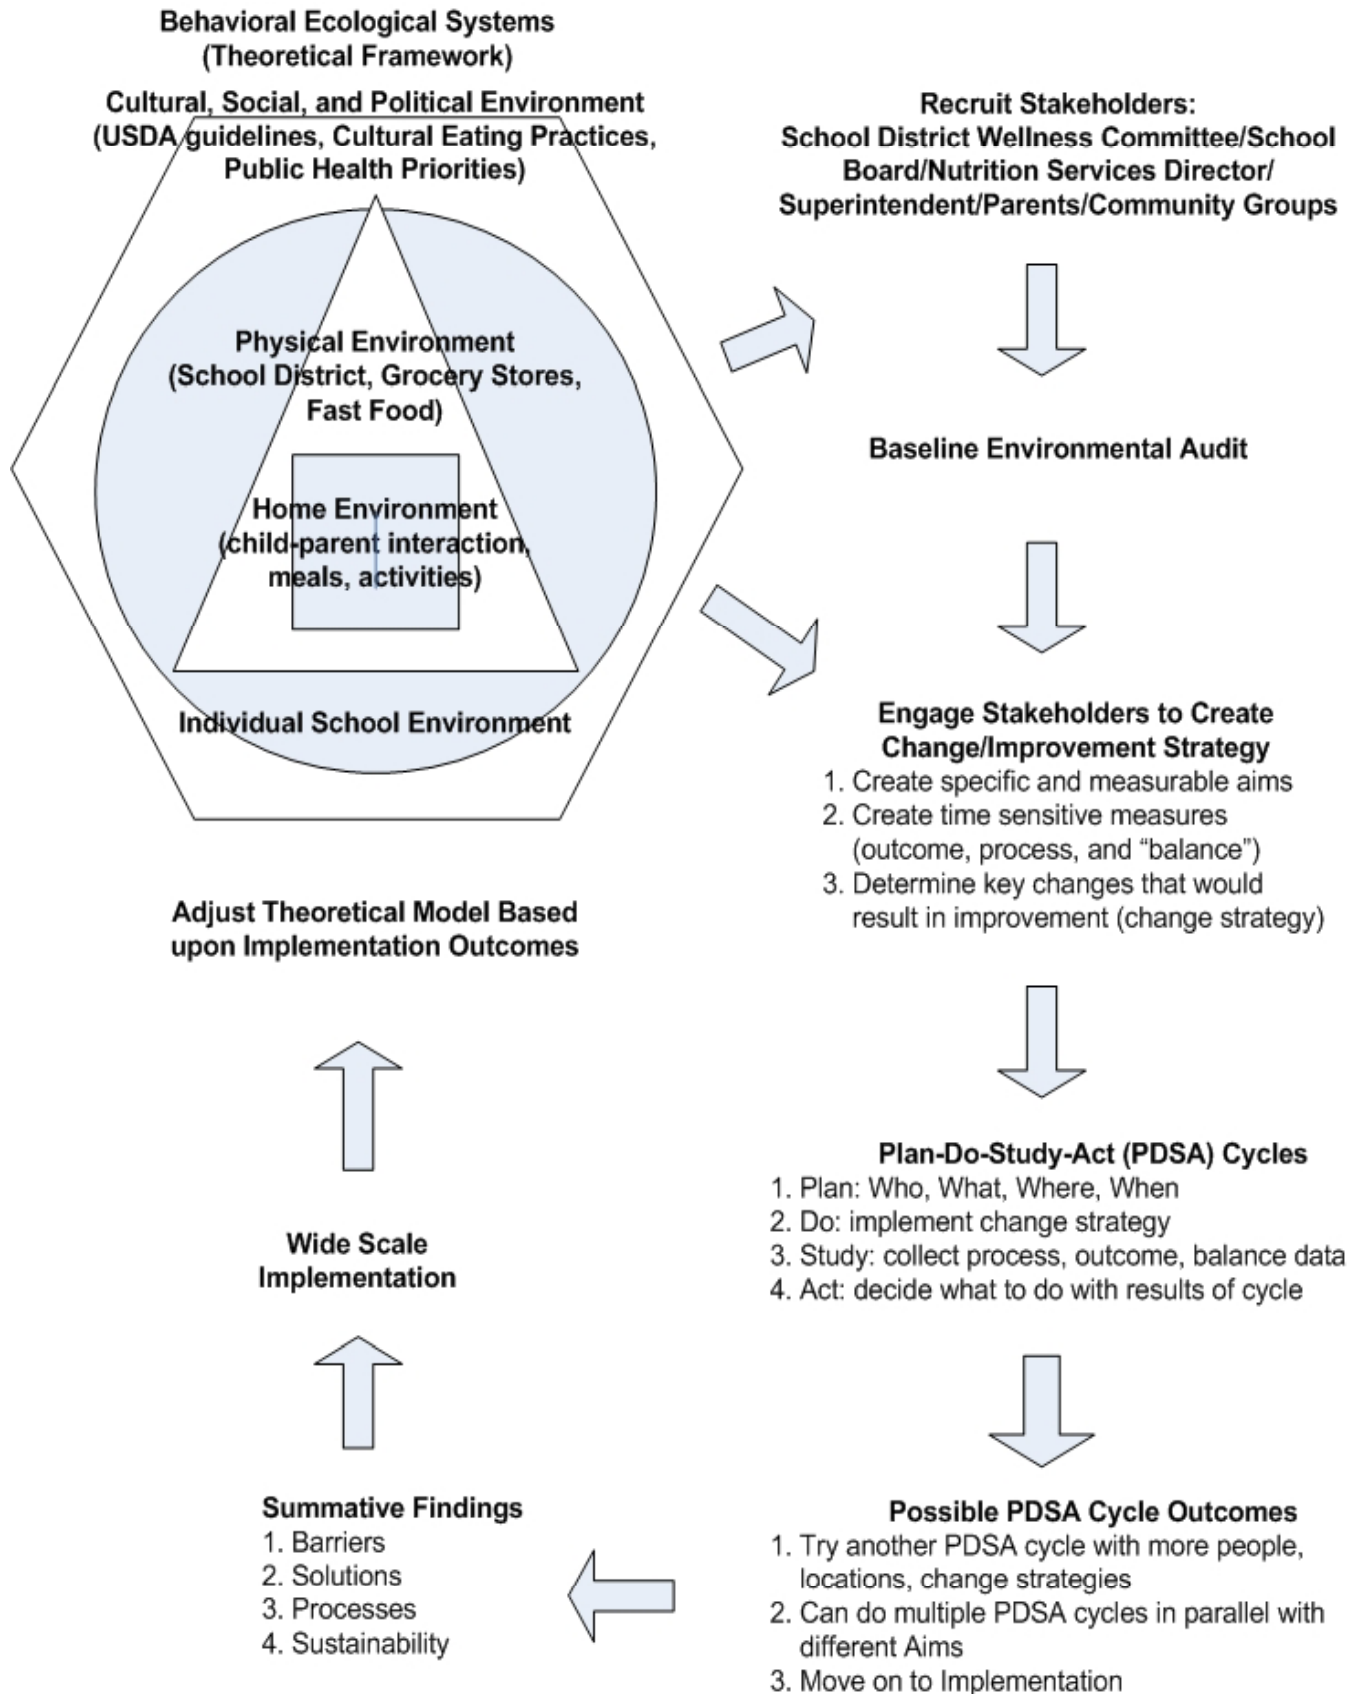 Behavioral Ecological Systems
(Theoretical Framework)
Cultural, Social, and Political Environment
(USDA guidelines, Cultural Eating Practices,
Public Health Priorities)
Physical Environment
(School District, Grocery Stores,
Fast Food)
Home Environment
(child-parent interaction,
meals, activities)
Individual School Environment
Recruit Stakeholders:
School District Wellness Committee/School
Board/Nutrition Services Director/
Superintendent/Parents/Community Groups
Baseline Environmental Audit
Engage Stakeholders to Create
Change/Improvement Strategy
1. Create specific and measurable aims
2. Create time sensitive measures
(outcome, process, and “balance”)
3. Determine key changes that would
result in improvement (change strategy)
Plan-Do-Study-Act (PDSA) Cycles
1. Plan: Who, What, Where, When
2. Do: implement change strategy
3. Study: collect process, outcome, balance data
4. Act: decide what to do with results of cycle
Possible PDSA Cycle Outcomes
1. Try another PDSA cycle with more people,
locations, change strategies
2. Can do multiple PDSA cycles in parallel with
different Aims
3. Move on to Implementation
Summative Findings
1. Barriers
2. Solutions
3. Processes
4. Sustainability
Wide Scale
Implementation
Adjust Theoretical Model Based
upon Implementation Outcomes